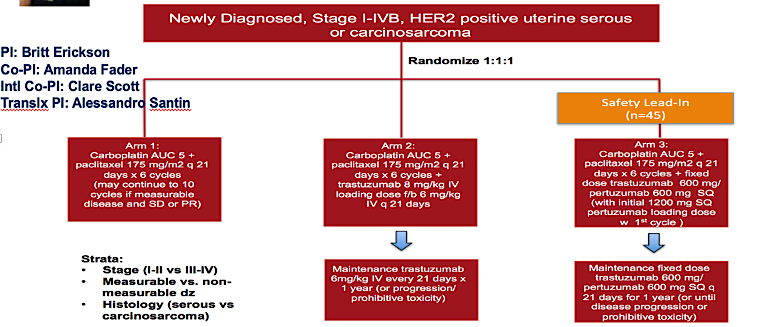 Newly Diagnosed, Stage I-IVB, HER2 positive uterine serous
or carcinosarcoma
PI: Britt Erickson
Co-PI: Amanda Fader
Intl Co-PI: Clare Scott
Translx PI: Alessandro Santin
Randomize 1:1:1
Safety Lead-In
(n=45)
Arm 1:
Carboplatin AUC 5 +
paclitaxel 175 mg/m2 q 21
days x 6 cycles
(may continue to 10
cycles if measurable
disease and SD or PR)
Arm 2:
Carboplatin AUC 5 +
paclitaxel 175 mg/m2 q 21
days x 6 cycles +
trastuzumab 8 mg/kg IV
loading dose f/b 6 mg/kg
IV q 21 days
Arm 3:
Carboplatin AUC 5 +
paclitaxel 175 mg/m2 q 21
days x 6 cycles + fixed
dose trastuzumab 600 mg/
pertuzumab 600 mg SQ
(with initial 1200 mg SQ
pertuzumab loading dose
w 1st cycle )
Strata:
• Stage (I-II vs III-IV)
• Measurable vs. non-
measurable dz
• Histology (serous vs
carcinosarcoma)
Maintenance trastuzumab
6mg/kg IV every 21 days x
1 year (or progression/
prohibitive toxicity)
Maintenance fixed dose
trastuzumab 600 mg/
pertuzumab 600 mg SQ q
21 days for 1 year (or until
disease progression or
prohibitive toxicity)